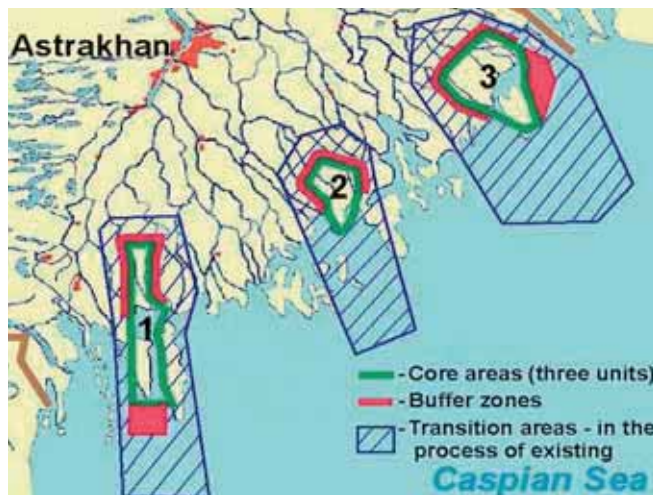 Astrakhan
3
2
1
- Core areas (three units)
- Buffer zones
- Transition areas - in the
process of existing
Caspian Sea